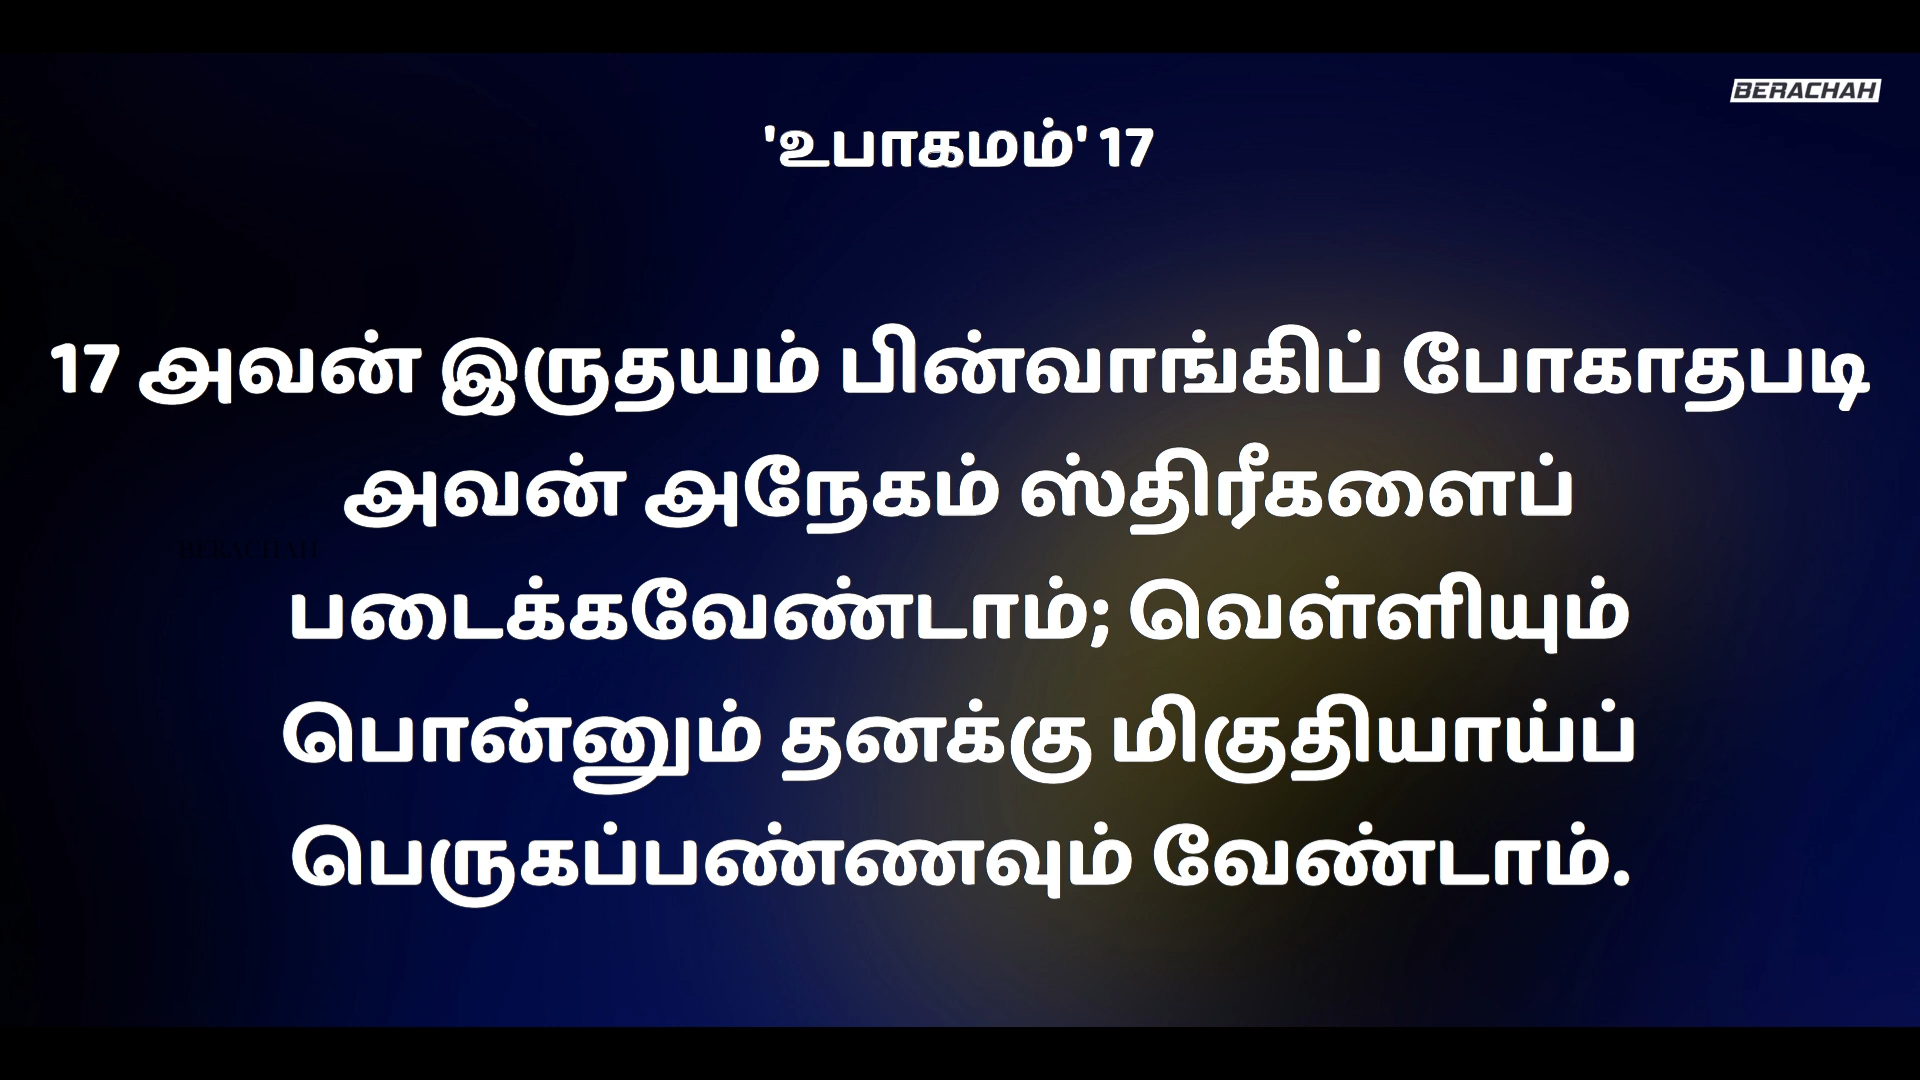 BERACHAH
'உபாகமம்' 17
17 அவன் இருதயம் பின்வாங்கிப் போகாதபடி
அவன் அநேகம் ஸ்திரீகளைப்
BERACHAH
படைக்கவேண்டாம்; வெள்ளியும்
பொன்னும் தனக்கு மிகுதியாய்ப்
பெருகப்பண்ணவும் வேண்டாம்.